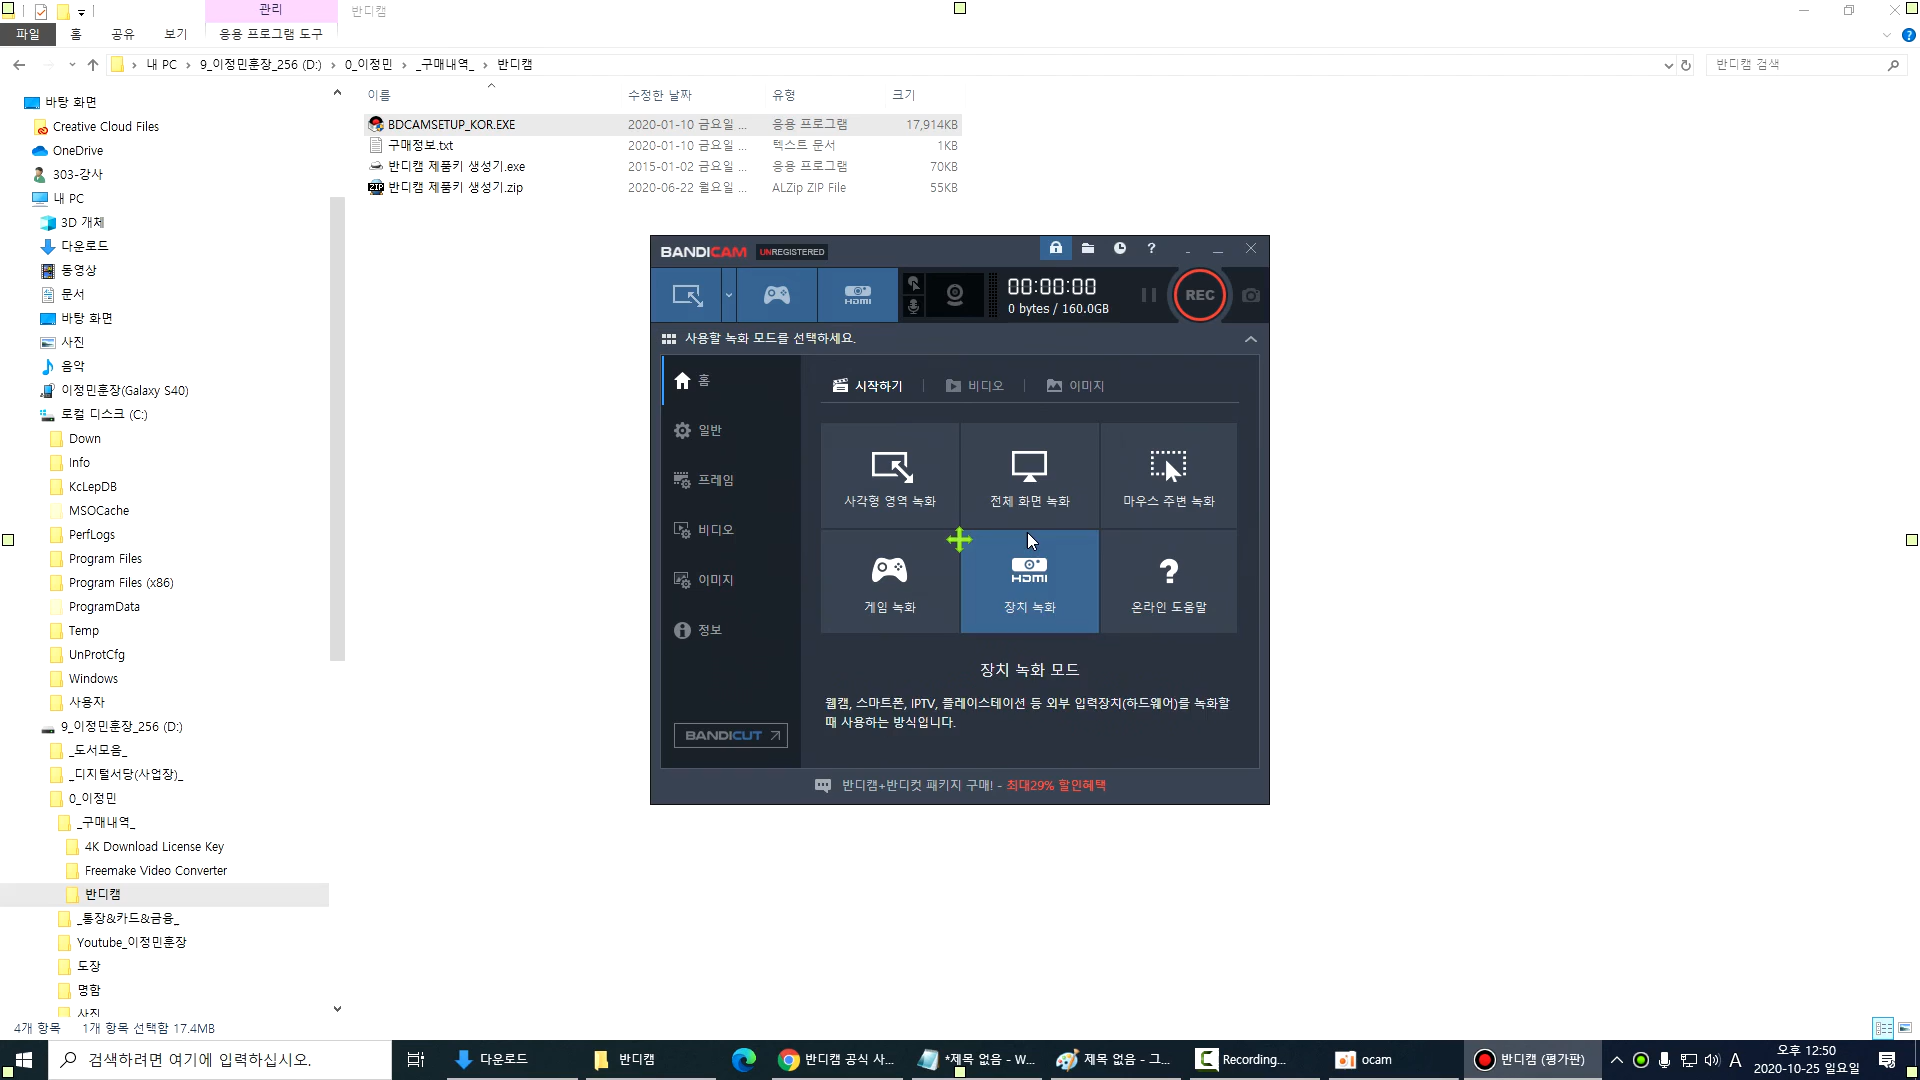 관리
반디캠
파일
홈
공유
보기
응용 프로그램 도구
내 PC > 9_이정민훈장_256 (D:) > 0_이정민 > _구매내역_ > 반디캠
반디캠 검색
이름
수정한 날짜
유형
크기
BDCAMSETUP_KOR.EXE 2020-01-10 금요일 ... 응용 프로그램 17,914KB
구매정보.txt 2020-01-10 금요일 ... 텍스트 문서 1KB
반디캠 제품키 생성기.exe 2015-01-02 금요일 ... 응용 프로그램 70KB
반디캠 제품키 생성기.zip 2020-06-22 월요일 ... ALZip ZIP File 55KB
바탕 화면
Creative Cloud Files
OneDrive
303-강사
내 PC
3D 개체
다운로드
동영상
문서
바탕 화면
사진
음악
이정민훈장(Galaxy S40)
로컬 디스크 (C:)
Down
Info
KcLepDB
MSOCache
PerfLogs
Program Files
Program Files (x86)
ProgramData
Temp
UnProtCfg
Windows
사용자
9_이정민훈장_256 (D:)
_도서모음_
_디지털서당(사업장)_
0_이정민
_구매내역_
4K Download License Key
Freemake Video Converter
반디캠
_통장&카드&금융_
Youtube_이정민훈장
도장
명함
사진
4개 항목
1개 항목 선택함 17.4MB
BANDICAM UNREGISTERED
HDMI
00:00:00
0 bytes / 160.0GB
REC
사용할 녹화 모드를 선택하세요.
홈
일반
프레임
비디오
이미지
정보
BANDICUT
시작하기
비디오
이미지
사각형 영역 녹화
전체 화면 녹화
마우스 주변 녹화
게임 녹화
HDMI
장치 녹화
온라인 도움말
장치 녹화 모드
웹캠, 스마트폰, IPTV, 플레이스테이션 등 외부 입력장치(하드웨어)를 녹화할
때 사용하는 방식입니다.
반디캠+반디컷 패키지 구매! - 최대29% 할인혜택
검색하려면 여기에 입력하십시오.
다운로드
반디캠
반디캠 공식 사...
*제목 없음 - W...
제목 없음 - 그...
Recording...
ocam
반디캠 (평가판)
A
오후 12:50
2020-10-25 일요일